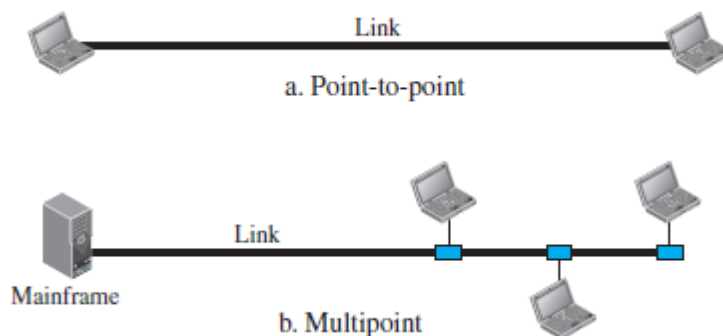 Link
a. Point-to-point
Link
Mainframe
b. Multipoint